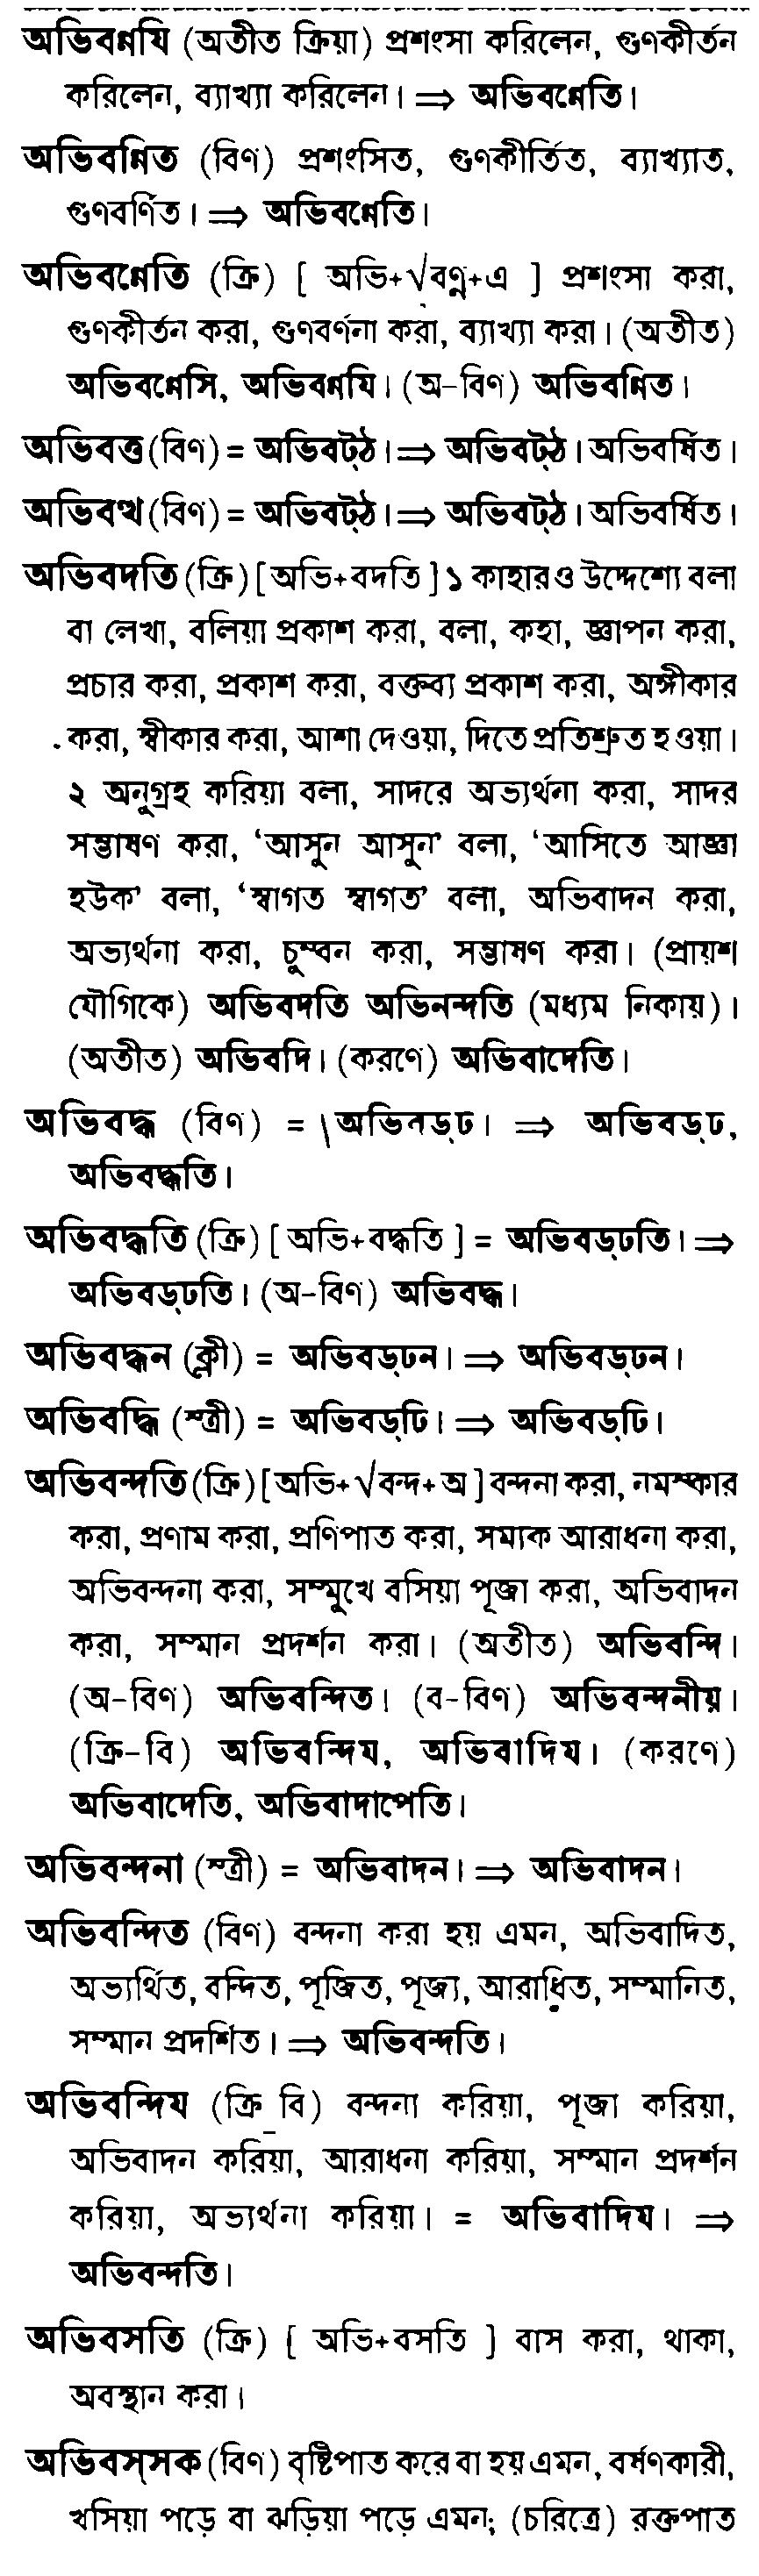 অভিবণ্ণযি (অতীত ক্রিয়া) প্রশংসা করিলেন, গুণকীর্তন
করিলেন, ব্যাখ্যা করিলেন। ⇒ অভিবণ্ণেতি।
অভিবণ্ণিত (বিণ) প্রশংসিত, গুণকীর্তিত, ব্যাখ্যাত,
গুণবর্ণিত। ⇒ অভিবণ্ণেতি।
অভিবণ্ণেতি (ক্রি) [ অভি+√বণ্ণ্+এ ] প্রশংসা করা,
গুণকীর্তন করা, গুণবর্ণনা করা, ব্যাখ্যা করা। (অতীত)
অভিবণ্ণেসি, অভিবণ্ণযি। (অ-বিণ) অভিবণ্ণিত।
অভিবত্ত (বিণ) = অভিবট্ঠ। ⇒ অভিবট্ঠ। অভিবর্ষিত।
অভিবত্থ (বিণ) = অভিবট্ঠ। ⇒ অভিবট্ঠ। অভিবর্ষিত।
অভিবদতি (ক্রি) [ অভি+বদতি ] ১ কাহারও উদ্দেশ্যে বলা
বা লেখা, বলিয়া প্রকাশ করা, বলা, কহা, জ্ঞাপন করা,
প্রচার করা, প্রকাশ করা, বক্তব্য প্রকাশ করা, অঙ্গীকার
করা, স্বীকার করা, আশা দেওয়া, দিতে প্রতিশ্রুত হওয়া।
২ অনুগ্রহ করিয়া বলা, সাদরে অভ্যর্থনা করা, সাদর
সম্ভাষণ করা, ‘আসুন আসুন’ বলা, ‘আসিতে আজ্ঞা
হউক’ বলা, ‘স্বাগত স্বাগত’ বলা, অভিবাদন করা,
অভ্যর্থনা করা, চুম্বন করা, সম্ভাষণ করা। (প্রায়শ
যৌগিকে) অভিবদতি অভিনন্দতি (মধ্যম নিকায়)।
(অতীত) অভিবদি। (করণে) অভিবাদেতি।
অভিবদ্ধ (বিণ) = \অভিবড্ঢ। ⇒ অভিবড্ঢ,
অভিবদ্ধতি।
অভিবদ্ধতি (ক্রি) [ অভি+বদ্ধতি ] = অভিবড্ঢতি। ⇒
অভিবড্ঢতি। (অ-বিণ) অভিবদ্ধ।
অভিবদ্ধন (ক্লী) = অভিবড্ঢন। ⇒ অভিবড্ঢন।
অভিবদ্ধি (স্ত্রী) = অভিবড্ঢি। ⇒ অভিবড্ঢি।
অভিবন্দতি (ক্রি) [অভি+√বন্দ+অ ] বন্দনা করা, নমস্কার
করা, প্রণাম করা, প্রণিপাত করা, সম্যক আরাধনা করা,
অভিবন্দনা করা, সম্মুখে বসিয়া পূজা করা, অভিবাদন
করা, সম্মান প্রদর্শন করা। (অতীত) অভিবন্দি।
(অ-বিণ) অভিবন্দিত। (ব-বিণ) অভিবন্দনীয়।
(ক্রি-বি) অভিবন্দিয, অভিবাদিয। (করণে)
অভিবাদেতি, অভিবাদাপেতি।
অভিবন্দনা (স্ত্রী) = অভিবাদন। ⇒ অভিবাদন।
অভিবন্দিত (বিণ) বন্দনা করা হয় এমন, অভিবাদিত,
অভ্যর্থিত, বন্দিত, পূজিত, পূজ্য, আরাধিত, সম্মানিত,
সম্মান প্রদর্শিত। ⇒ অভিবন্দতি।
অভিবন্দিয (ক্রি_বি) বন্দনা করিয়া, পূজা করিয়া,
অভিবাদন করিয়া, আরাধনা করিয়া, সম্মান প্রদর্শন
করিয়া, অভ্যর্থনা করিয়া। = অভিবাদিয। ⇒
অভিবন্দতি।
অভিবসতি (ক্রি) [ অভি+বসতি ] বাস করা, থাকা,
অবস্থান করা।
অভিবস্সক (বিণ) বৃষ্টিপাত করে বা হয় এমন, বর্ষণকারী,
খসিয়া পড়ে বা ঝড়িয়া পড়ে এমন; (চরিত্রে) রক্তপাত